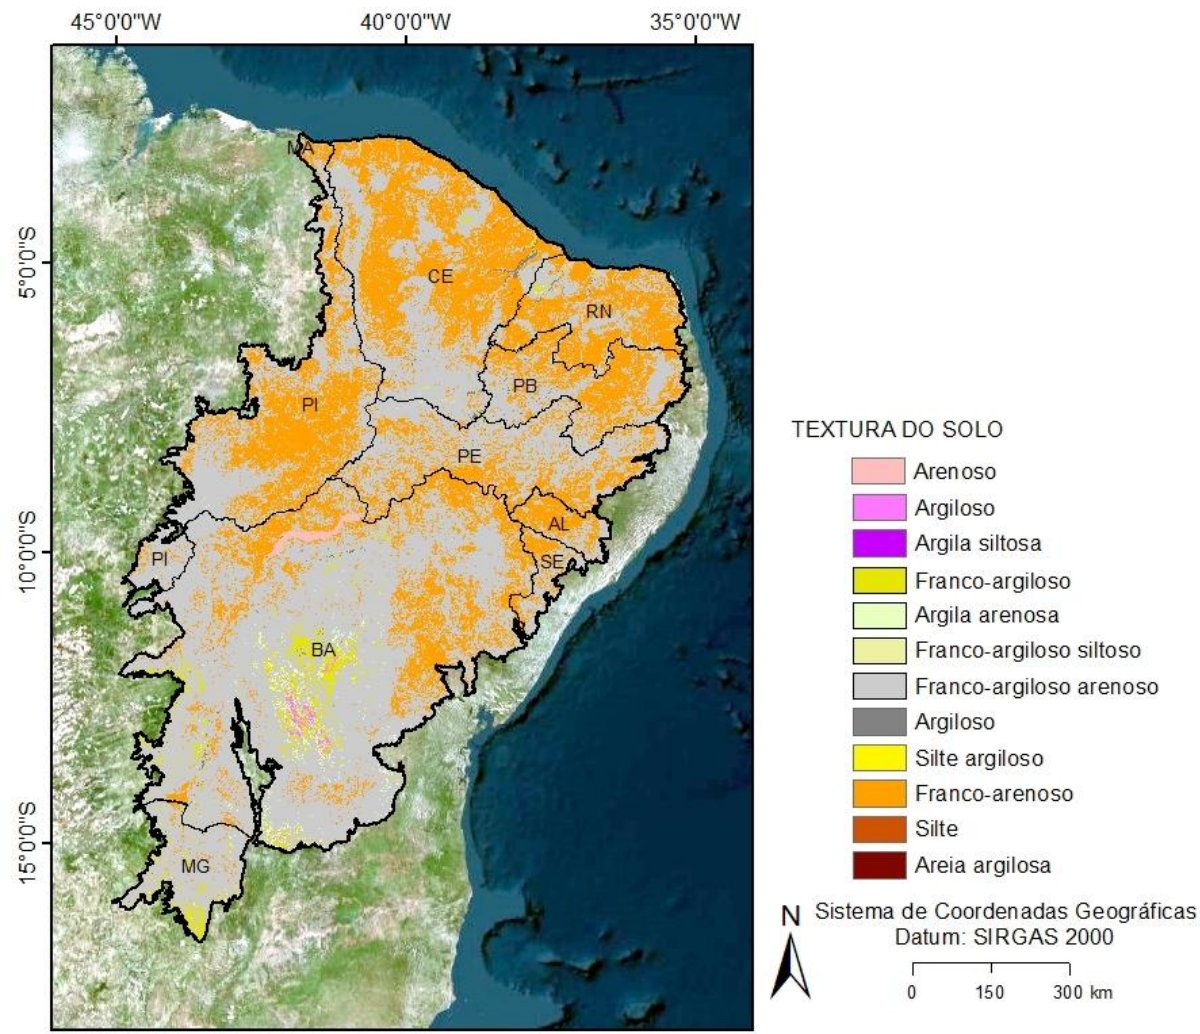 45°0'0"W 40°0'0"W 35°0'0"W
5°0'0"S
10°0'0"S
15°0'0"S
MA
CE
RN
PB
PI
PE
AL
PI
SE
BA
MG
TEXTURA DO SOLO
Arenoso
Argiloso
Argila siltosa
Franco-argiloso
Argila arenosa
Franco-argiloso siltoso
Franco-argiloso arenoso
Argiloso
Silte argiloso
Franco-arenoso
Silte
Areia argilosa
N
Sistema de Coordenadas Geográficas
Datum: SIRGAS 2000
0 150 300 km